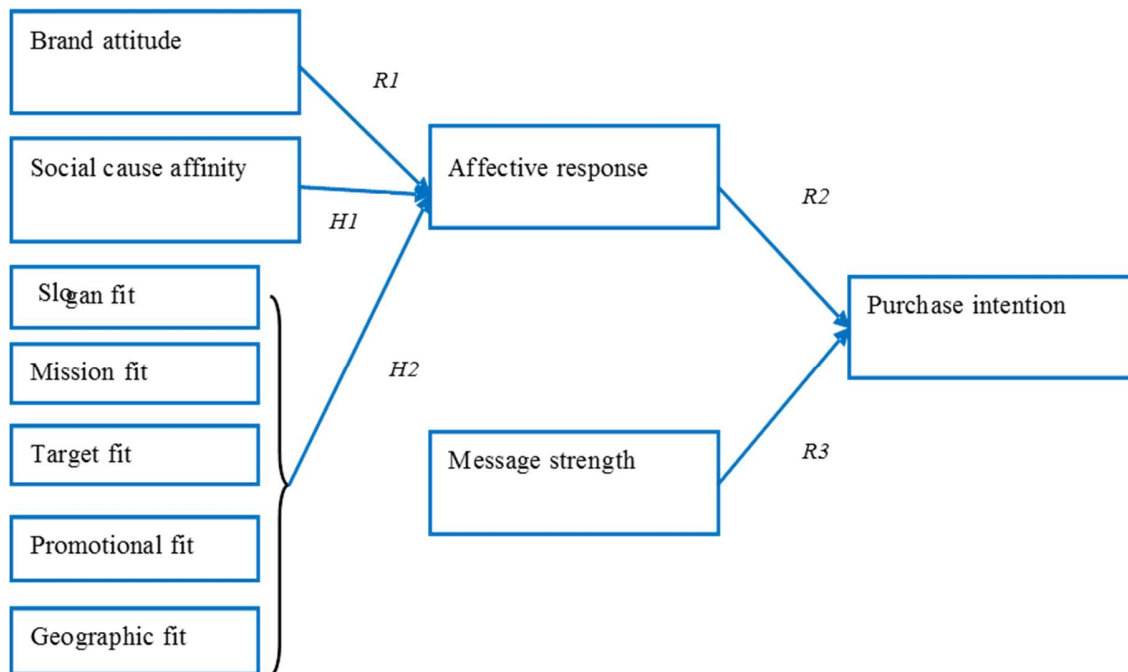 Brand attitude
R1
Social cause affinity
Affective response
R2
H1
Slogan fit
Purchase intention
Mission fit
H2
Target fit
Message strength
R3
Promotional fit
Geographic fit